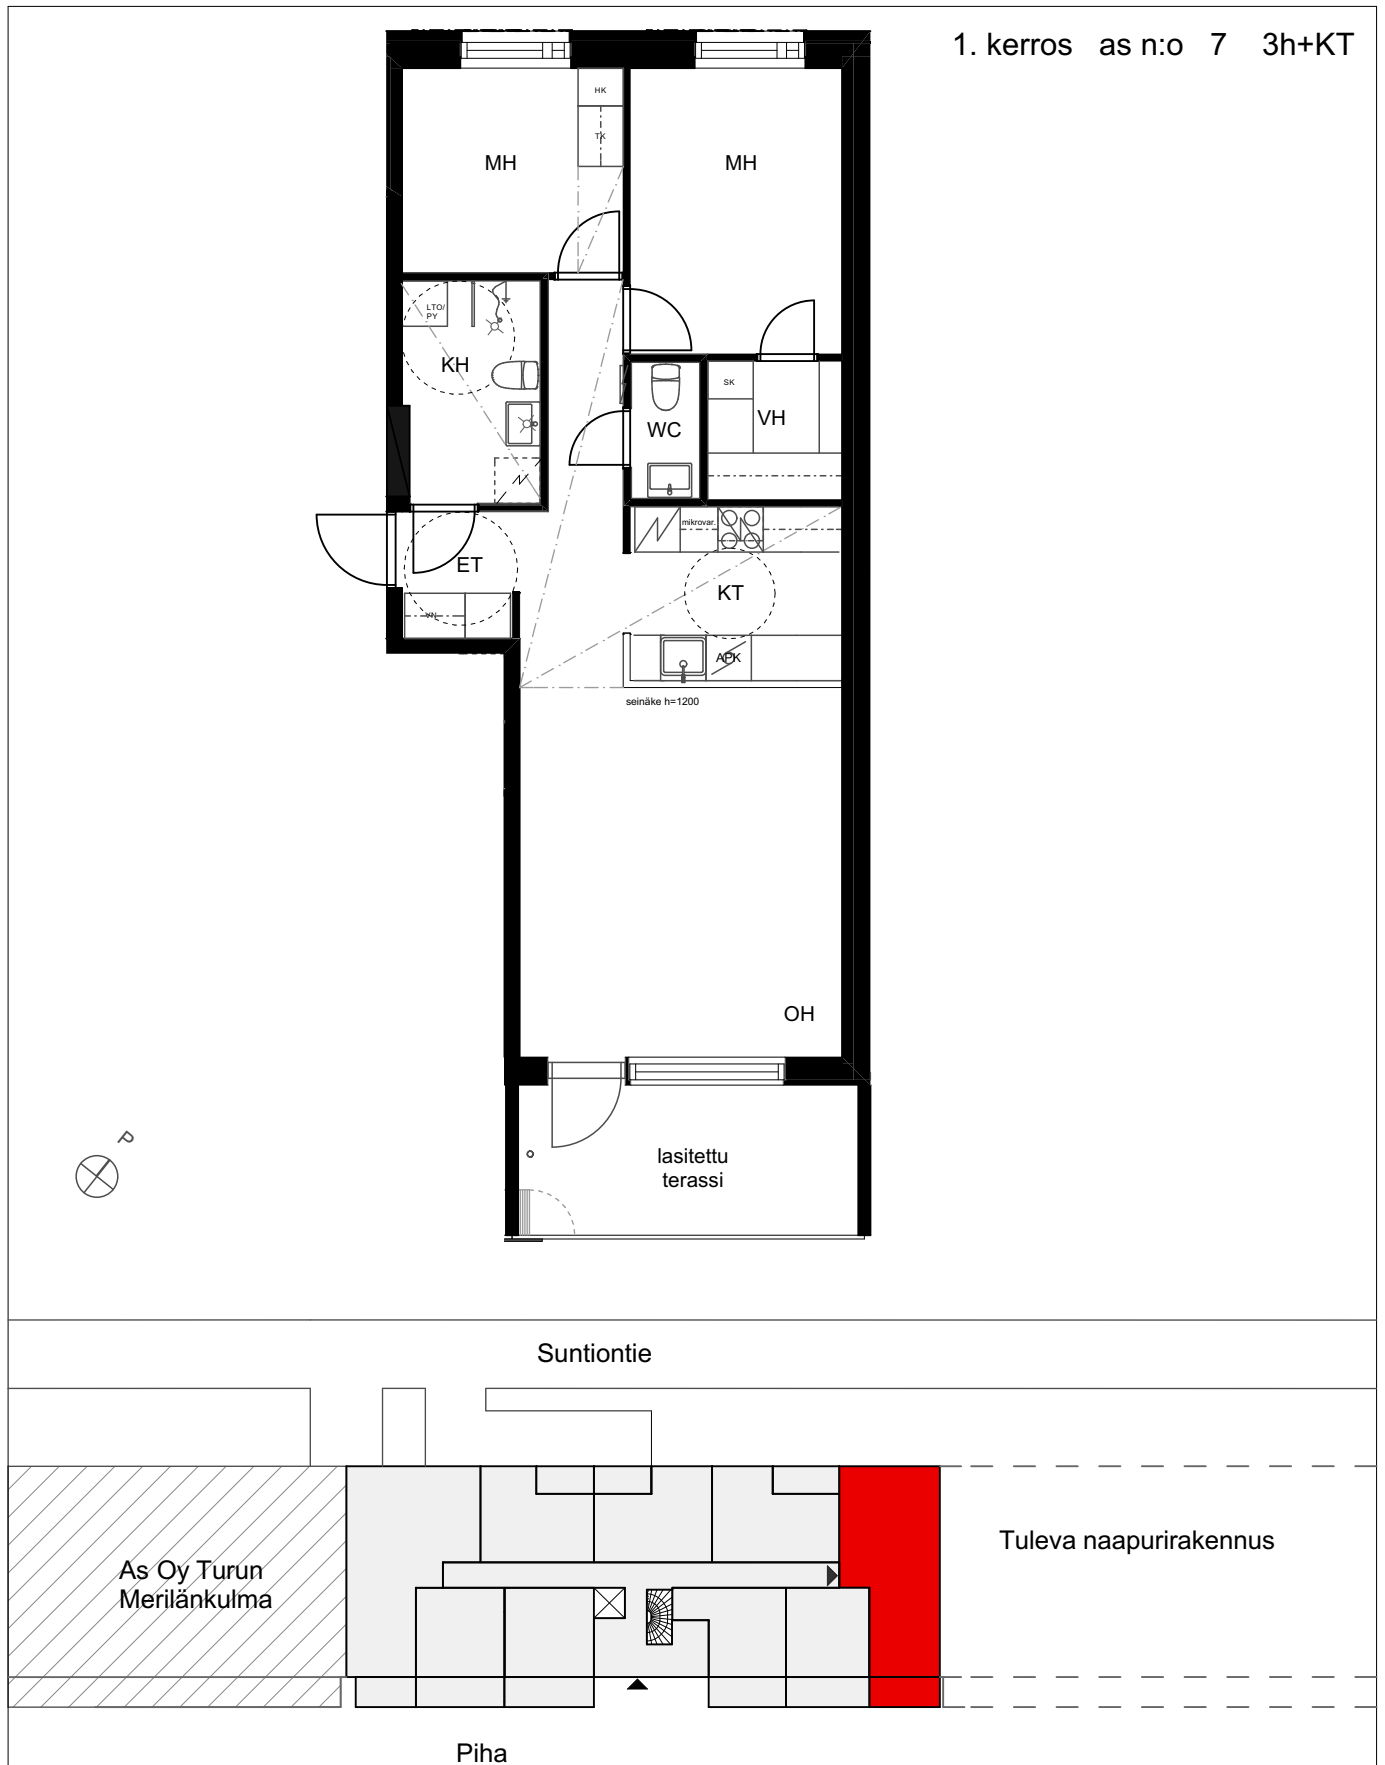 1. kerros as n:o 7 3h+KT
HK
TK
MH
MH
LTO/
PY
KH
SK
VH
WC
mikrovar.
ET
KT
VN
APK
seinäke h=1200
OH
P
lasitettu
terassi
Suntiontie
Tuleva naapurirakennus
As Oy Turun
Merilänkulma
Piha